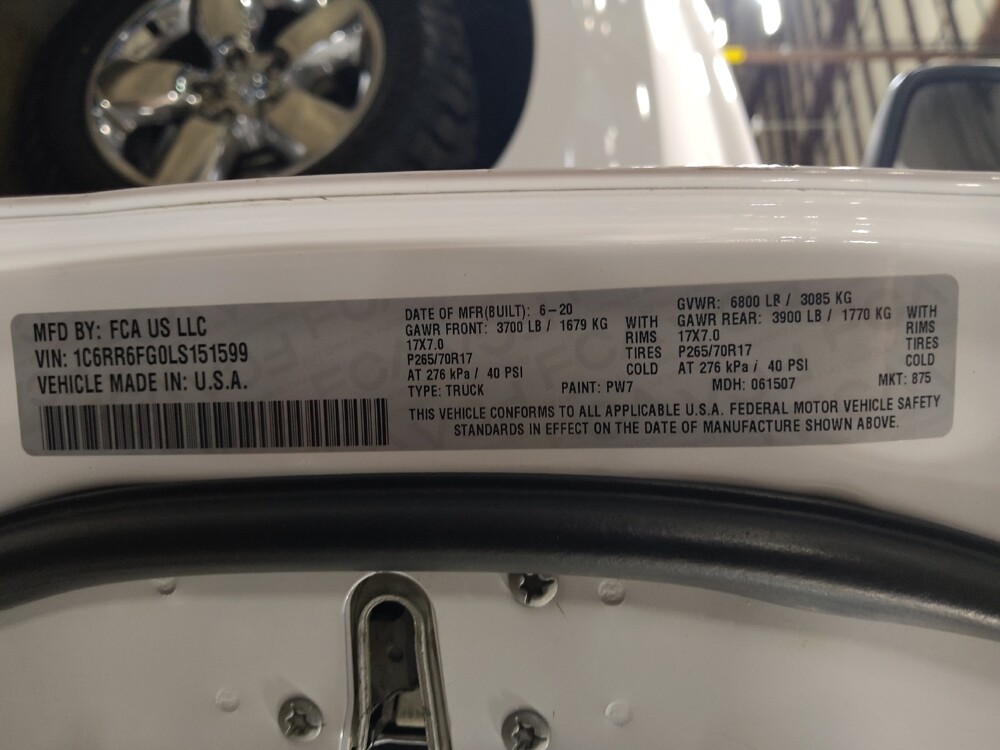 MFD BY: FCA US LLC
VIN: 1C6RR6FG0LS151599
VEHICLE MADE IN: U.S.A.
DATE OF MFR(BUILT): 6-20
GAWR FRONT: 3700 LB / 1679 KG WITH
17X7.0 RIMS
P265/70R17 TIRES
AT 276 kPa / 40 PSI COLD
TYPE: TRUCK PAINT: PW7
GVWR: 6800 LB / 3085 KG
GAWR REAR: 3900 LB / 1770 KG WITH
17X7.0 RIMS
P265/70R17 TIRES
AT 276 kPa / 40 PSI COLD
MDH: 061507 MKT: 875
THIS VEHICLE CONFORMS TO ALL APPLICABLE U.S.A. FEDERAL MOTOR VEHICLE SAFETY
STANDARDS IN EFFECT ON THE DATE OF MANUFACTURE SHOWN ABOVE.